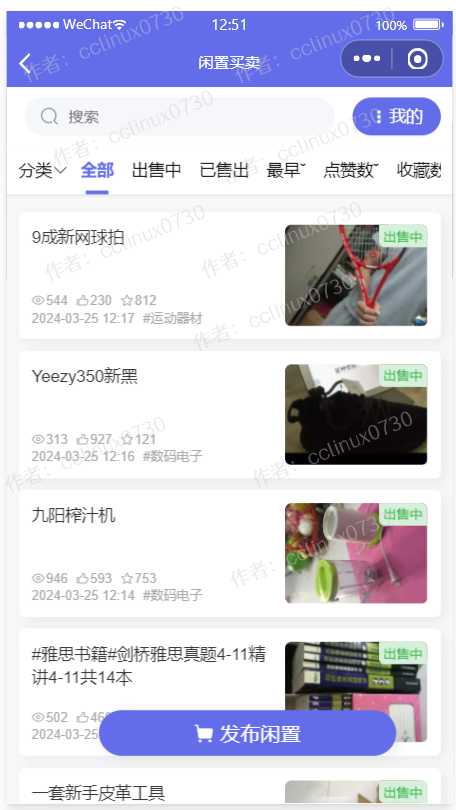 WeChat 12:51 100%
闲置买卖
搜索 我的
分类 全部 出售中 已售出 最早 点赞数 收藏数
9成新网球拍
出售中
544 230 812
2024-03-25 12:17 #运动器材
Yeezy350新黑
出售中
313 927 121
2024-03-25 12:16 #数码电子
九阳榨汁机
出售中
946 593 753
2024-03-25 12:14 #数码电子
#雅思书籍#剑桥雅思真题4-11精
讲4-11共14本
出售中
502
2024-03-25
发布闲置
一套新手皮革工具
出售中
作者：cclinux0730
作者：cclinux0730
作者：cclinux0730
作者：cclinux0730
作者：cclinux0730
作者：cclinux0730
作者：cclinux0730
作者：cclinux0730
作者：cclinux0730
作者：cclinux0730